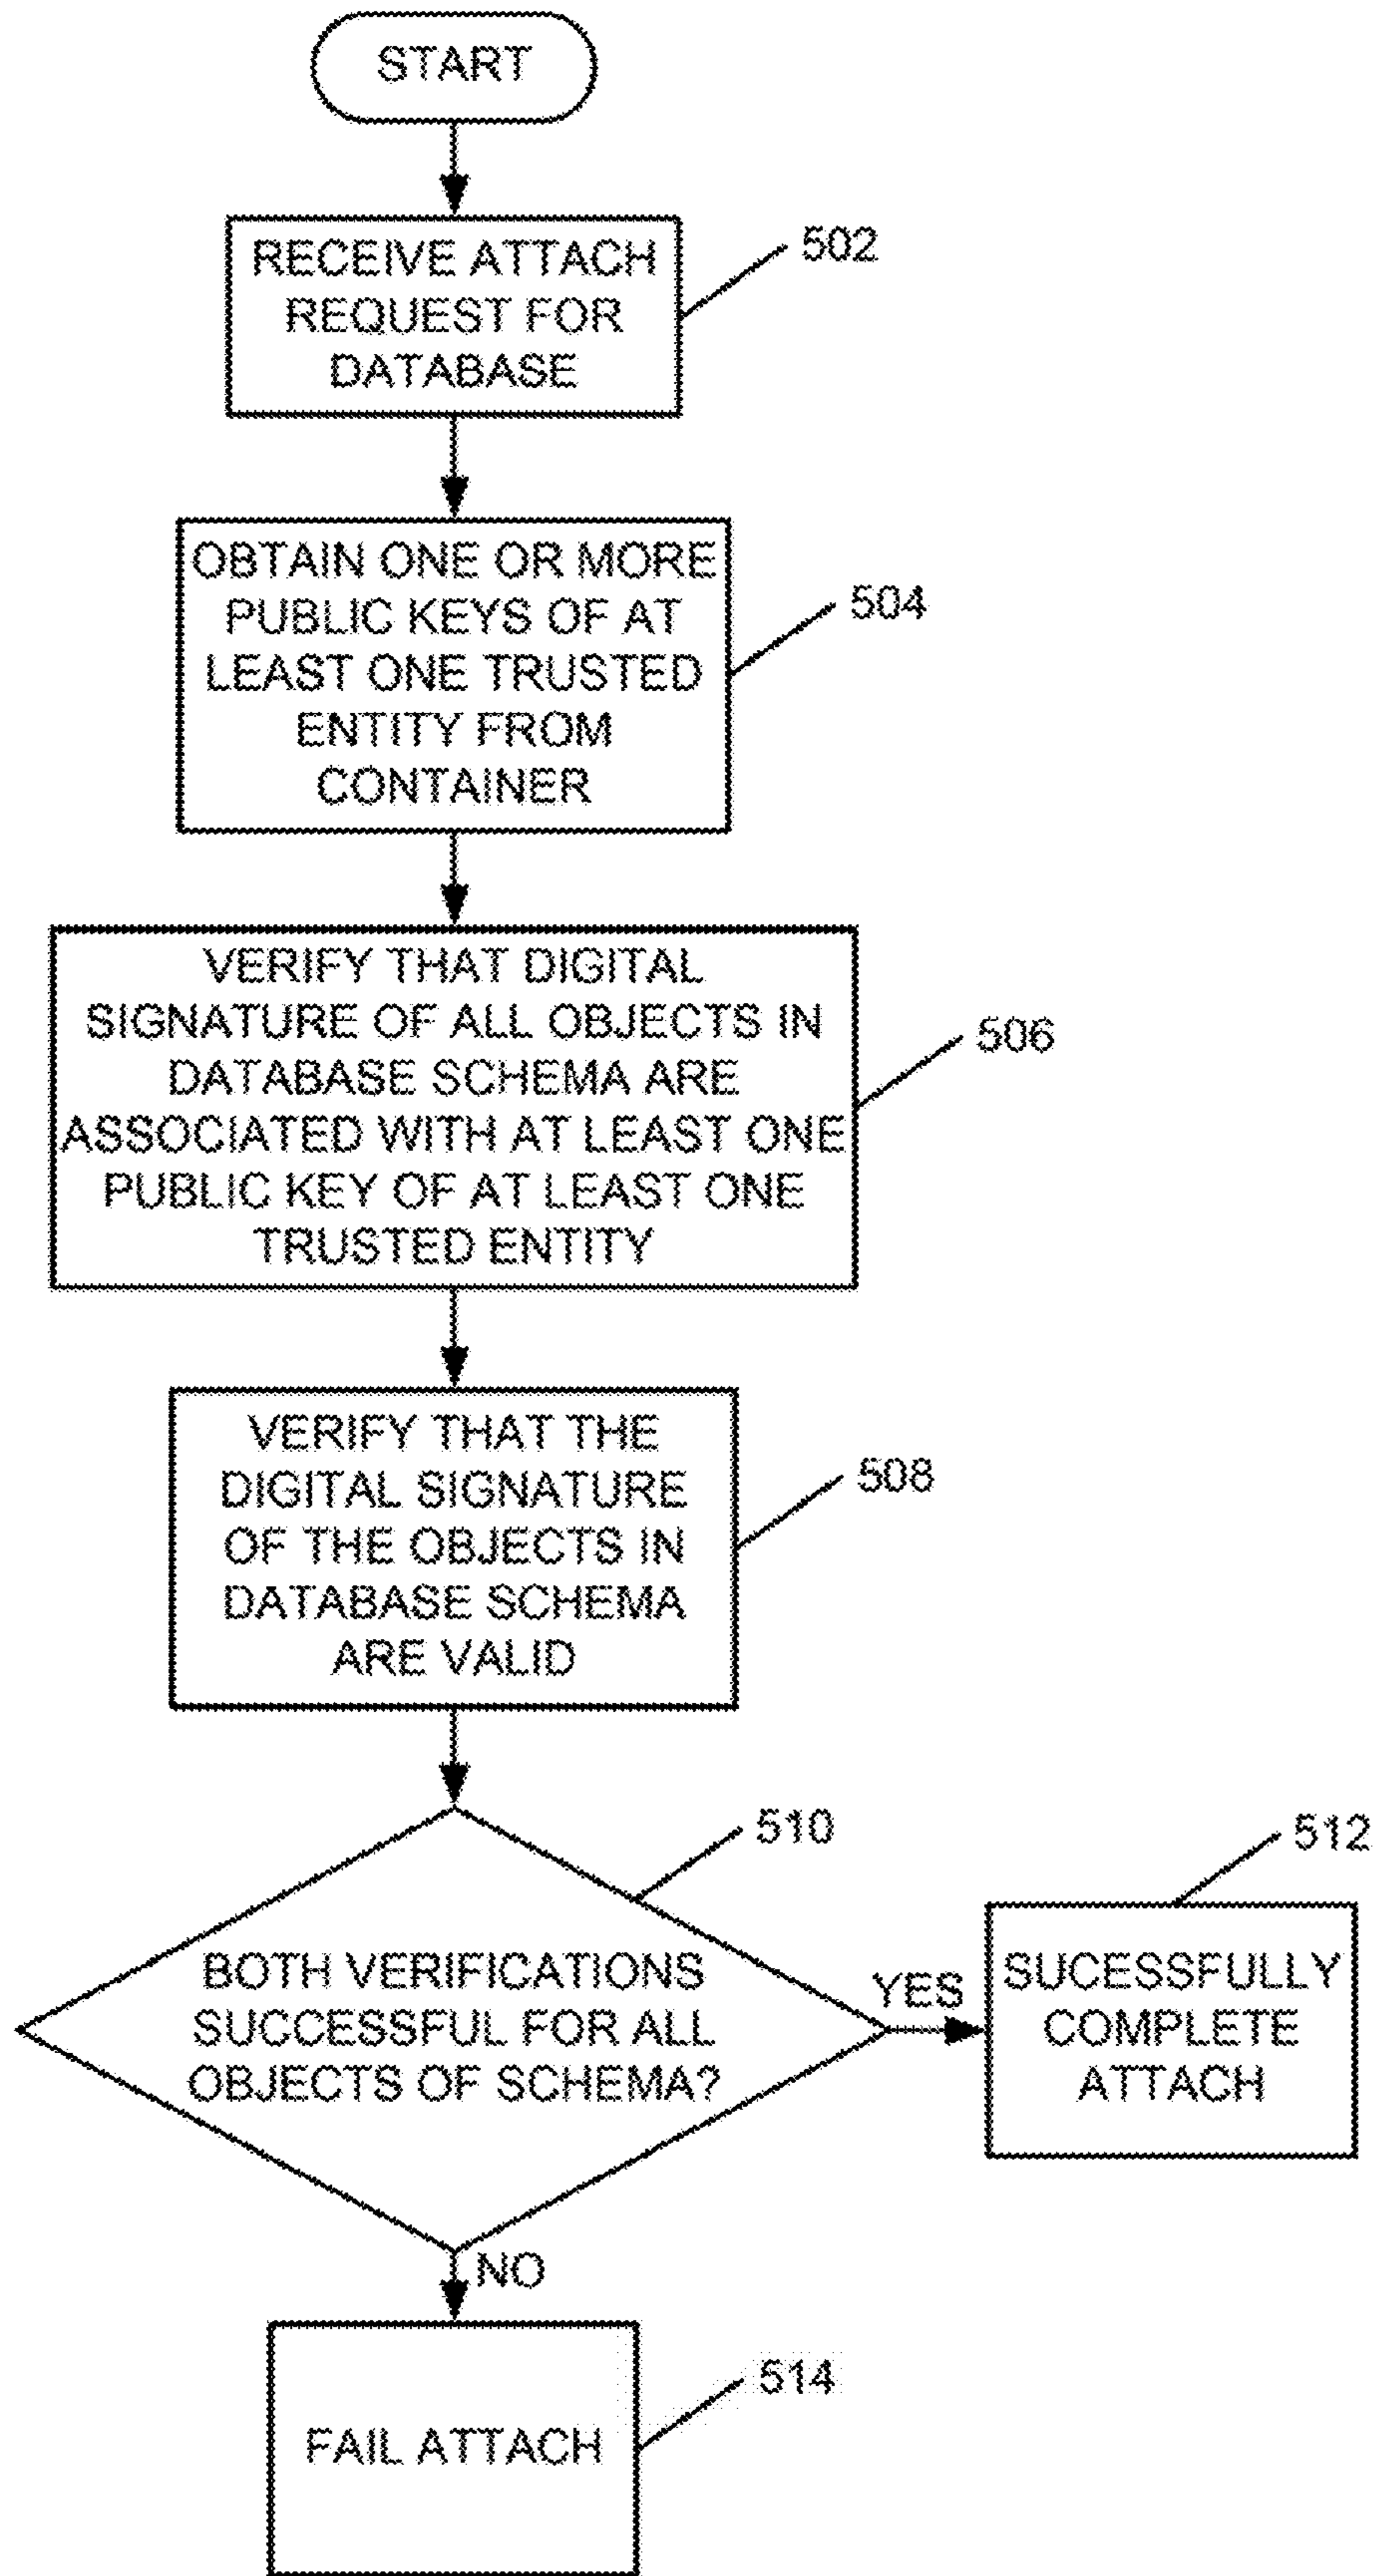 START
RECEIVE ATTACH
REQUEST FOR
DATABASE
502
OBTAIN ONE OR MORE
PUBLIC KEYS OF AT
LEAST ONE TRUSTED
ENTITY FROM
CONTAINER
504
VERIFY THAT DIGITAL
SIGNATURE OF ALL OBJECTS IN
DATABASE SCHEMA ARE
ASSOCIATED WITH AT LEAST ONE
PUBLIC KEY OF AT LEAST ONE
TRUSTED ENTITY
506
VERIFY THAT THE
DIGITAL SIGNATURE
OF THE OBJECTS IN
DATABASE SCHEMA
ARE VALID
508
BOTH VERIFICATIONS
SUCCESSFUL FOR ALL
OBJECTS OF SCHEMA?
510
YES
SUCESSFULLY
COMPLETE
ATTACH
512
NO
FAIL ATTACH
514